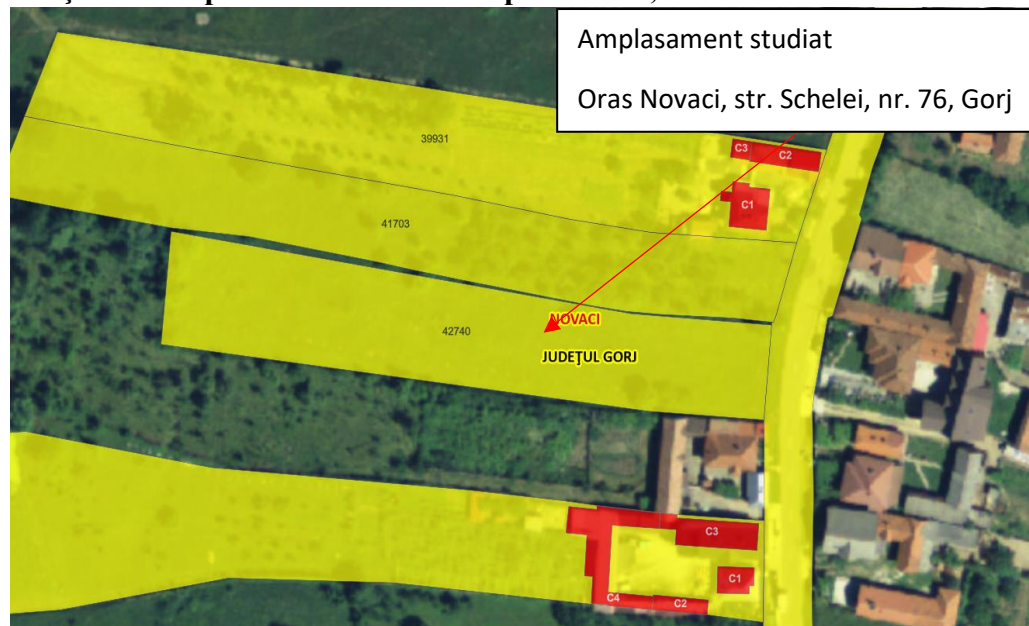 Amplasament studiat
Oras Novaci, str. Schelei, nr. 76, Gorj
39931
C3
C2
C1
41703
NOVACI
42740
JUDEŢUL GORJ
C3
C1
C4
C2